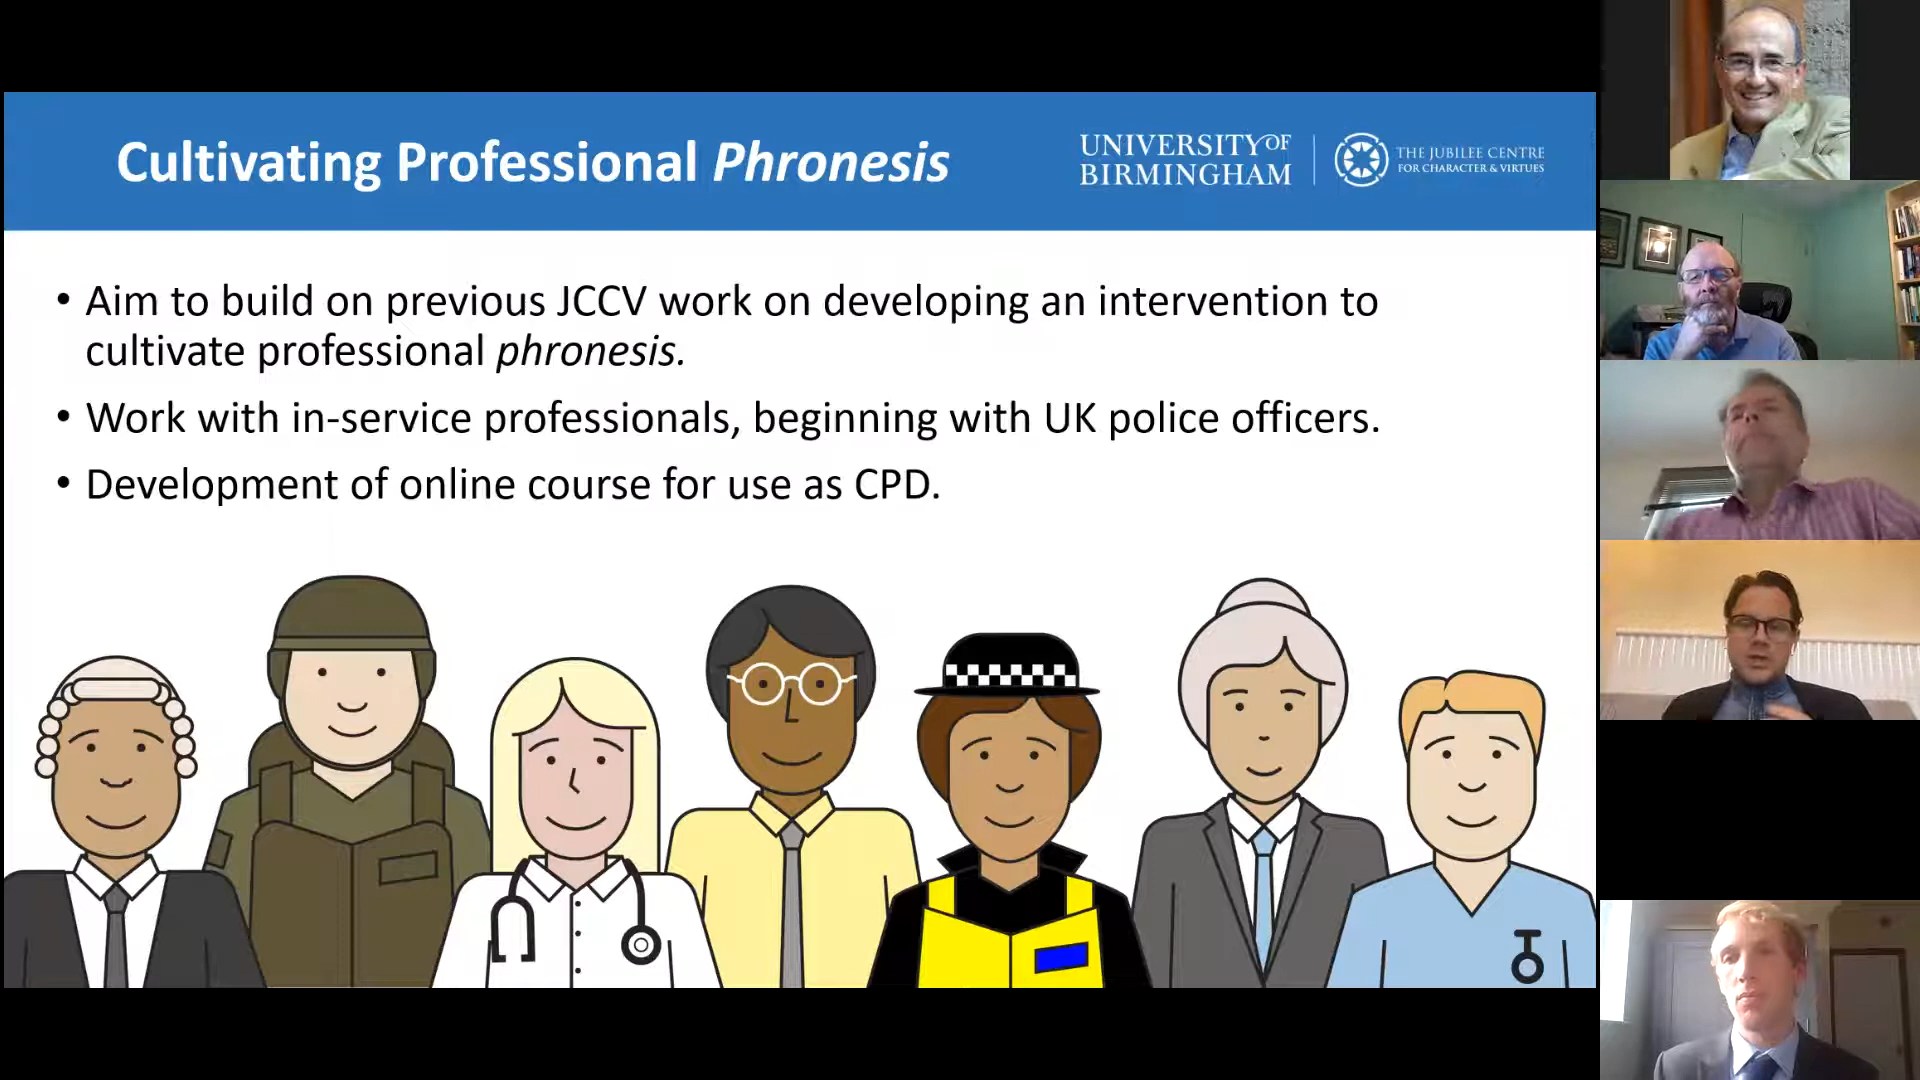 Cultivating Professional Phronesis
UNIVERSITY OF
BIRMINGHAM
THE JUBILEE CENTRE
FOR CHARACTER & VIRTUES
• Aim to build on previous JCCV work on developing an intervention to
cultivate professional phronesis.
• Work with in-service professionals, beginning with UK police officers.
• Development of online course for use as CPD.